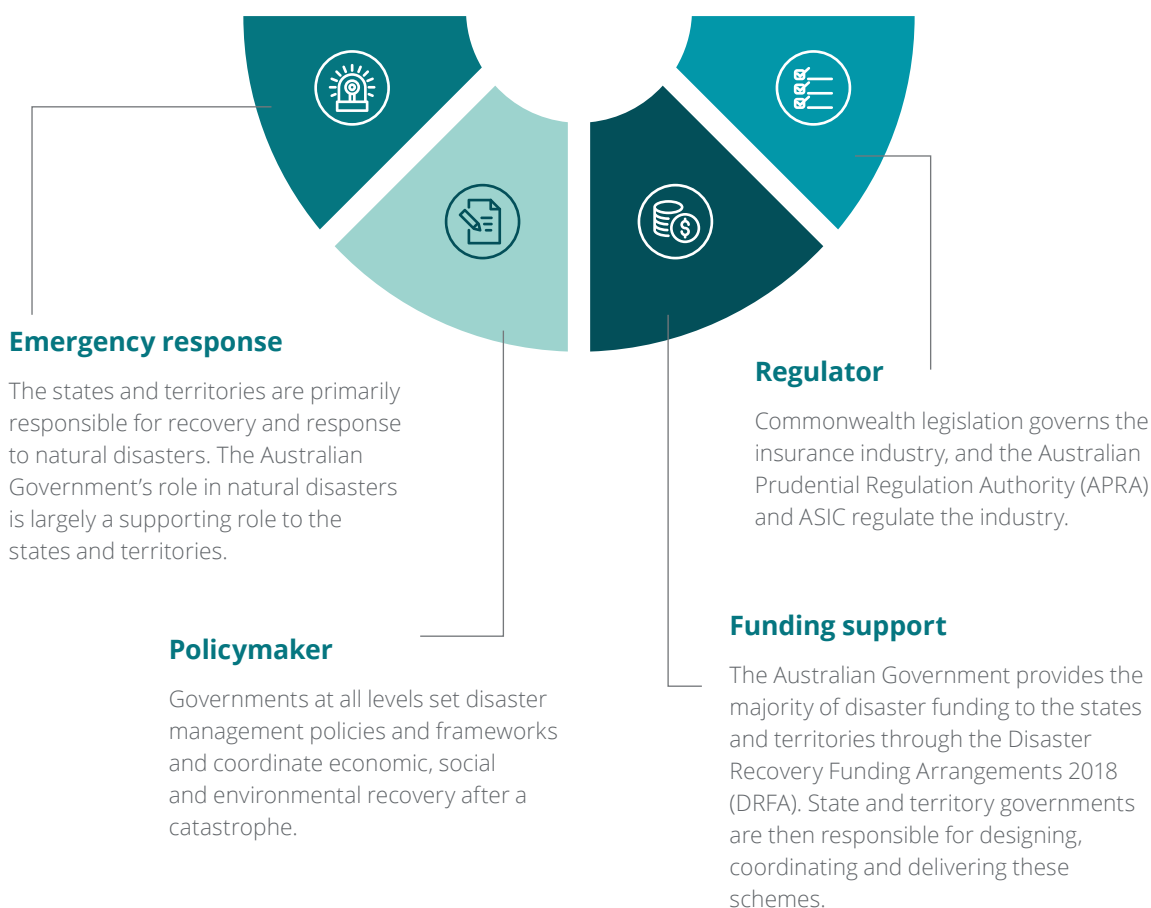 Emergency response
The states and territories are primarily
responsible for recovery and response
to natural disasters. The Australian
Government’s role in natural disasters
is largely a supporting role to the
states and territories.
Policymaker
Governments at all levels set disaster
management policies and frameworks
and coordinate economic, social
and environmental recovery after a
catastrophe.
Regulator
Commonwealth legislation governs the
insurance industry, and the Australian
Prudential Regulation Authority (APRA)
and ASIC regulate the industry.
Funding support
The Australian Government provides the
majority of disaster funding to the states
and territories through the Disaster
Recovery Funding Arrangements 2018
(DRFA). State and territory governments
are then responsible for designing,
coordinating and delivering these
schemes.